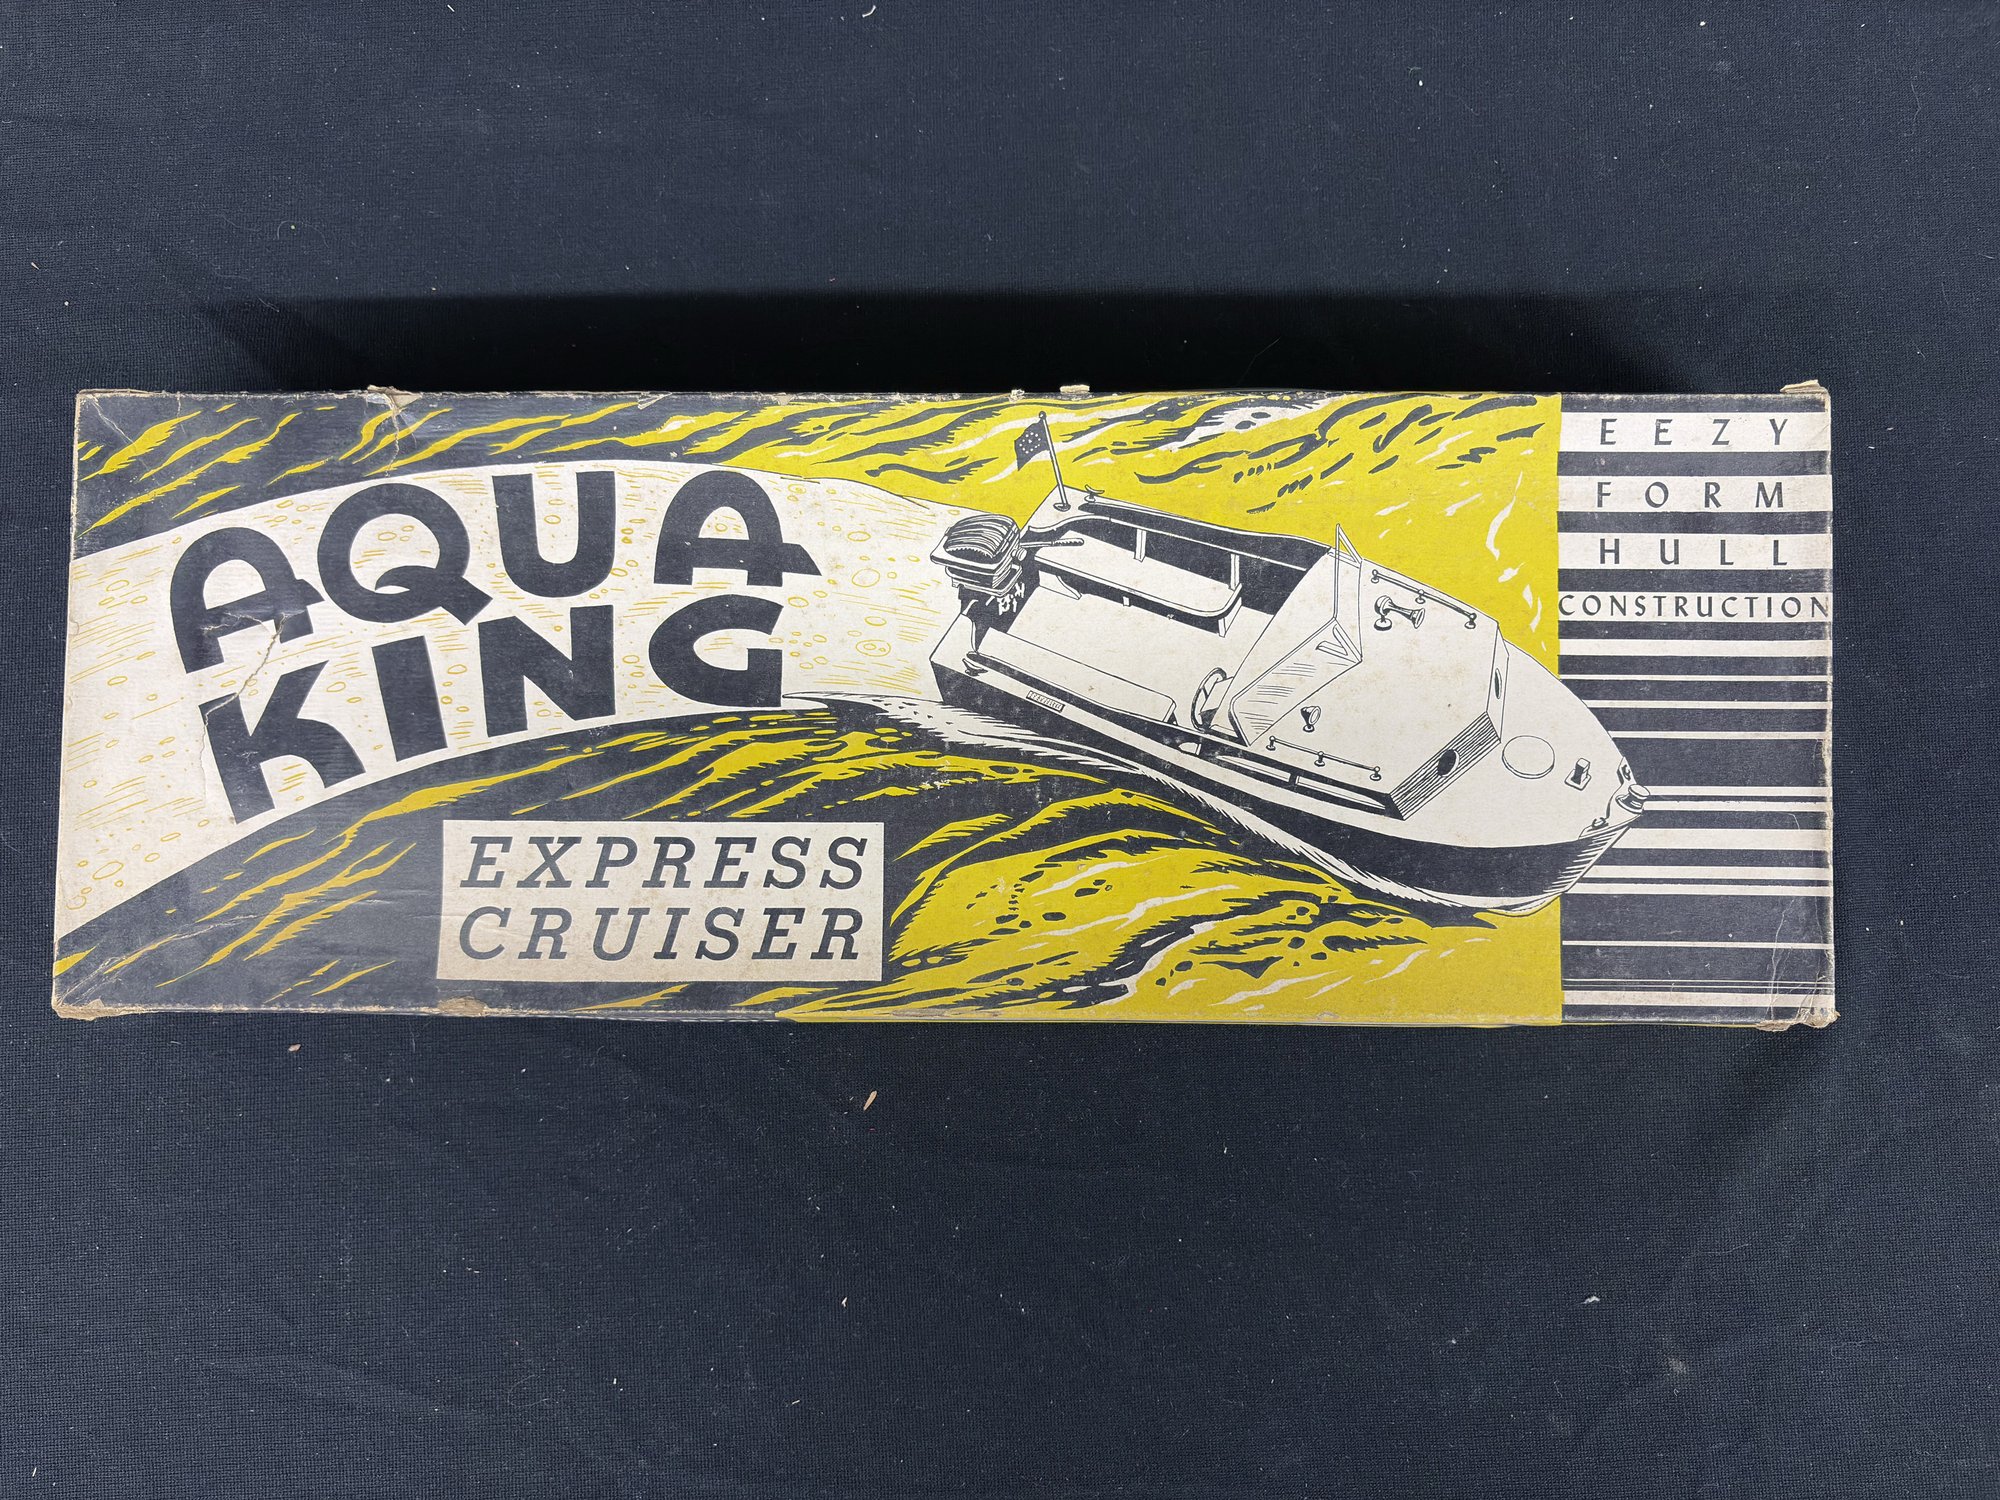 AQUA
KING
EXPRESS
CRUISER
EEZY
FORM
HULL
CONSTRUCTION